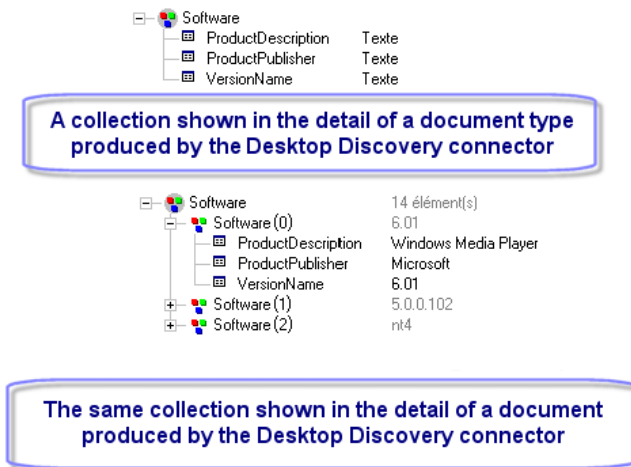 Software
ProductDescription Texte
ProductPublisher Texte
VersionName Texte
A collection shown in the detail of a document type
produced by the Desktop Discovery connector
Software 14 élément(s)
Software (0) 6.01
ProductDescription Windows Media Player
ProductPublisher Microsoft
VersionName 6.01
Software (1) 5.0.0.102
Software (2) nt4
The same collection shown in the detail of a document
produced by the Desktop Discovery connector